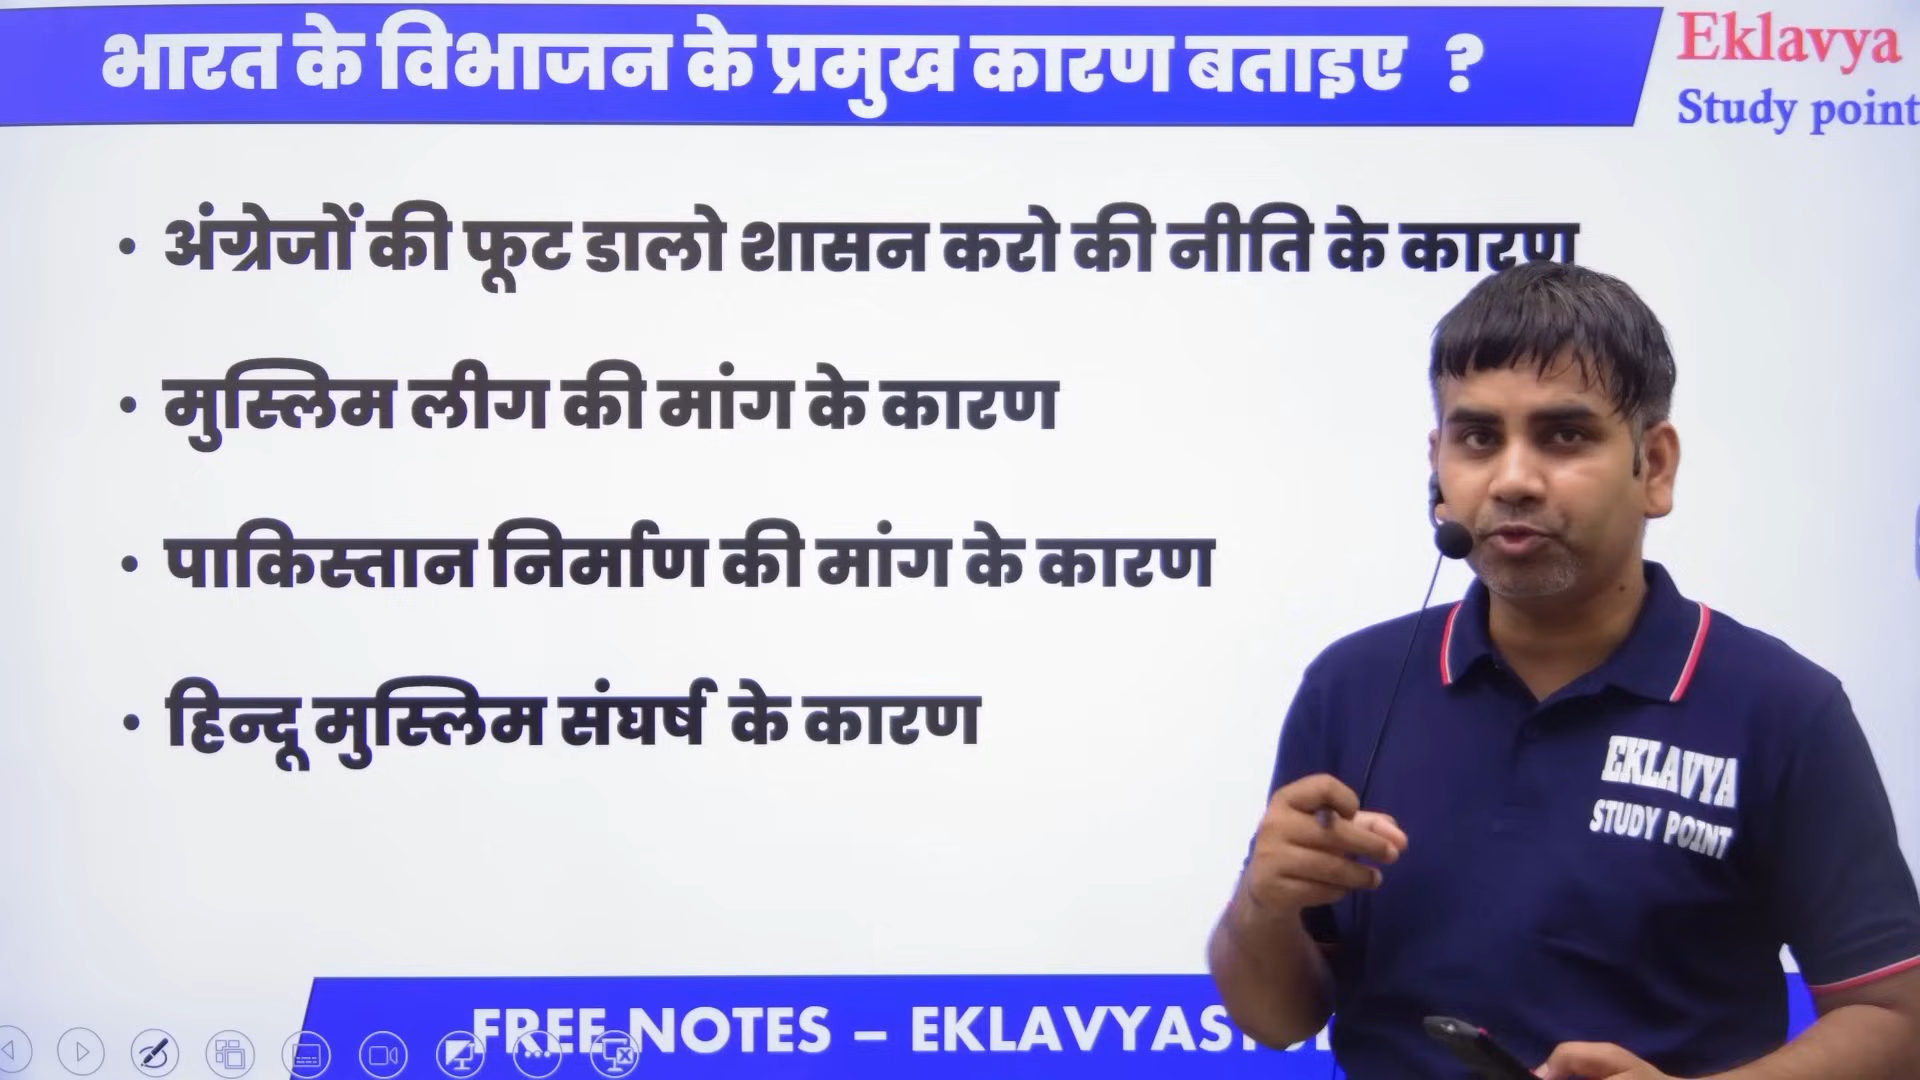 भारत के विभाजन के प्रमुख कारण बताइए ?
Eklavya
Study point
• अंग्रेजों की फूट डालो शासन करो की नीति के कारण
• मुस्लिम लीग की मांग के कारण
• पाकिस्तान निर्माण की मांग के कारण
• हिन्दू मुस्लिम संघर्ष के कारण
EKLAVYA
STUDY POINT
FREE NOTES –